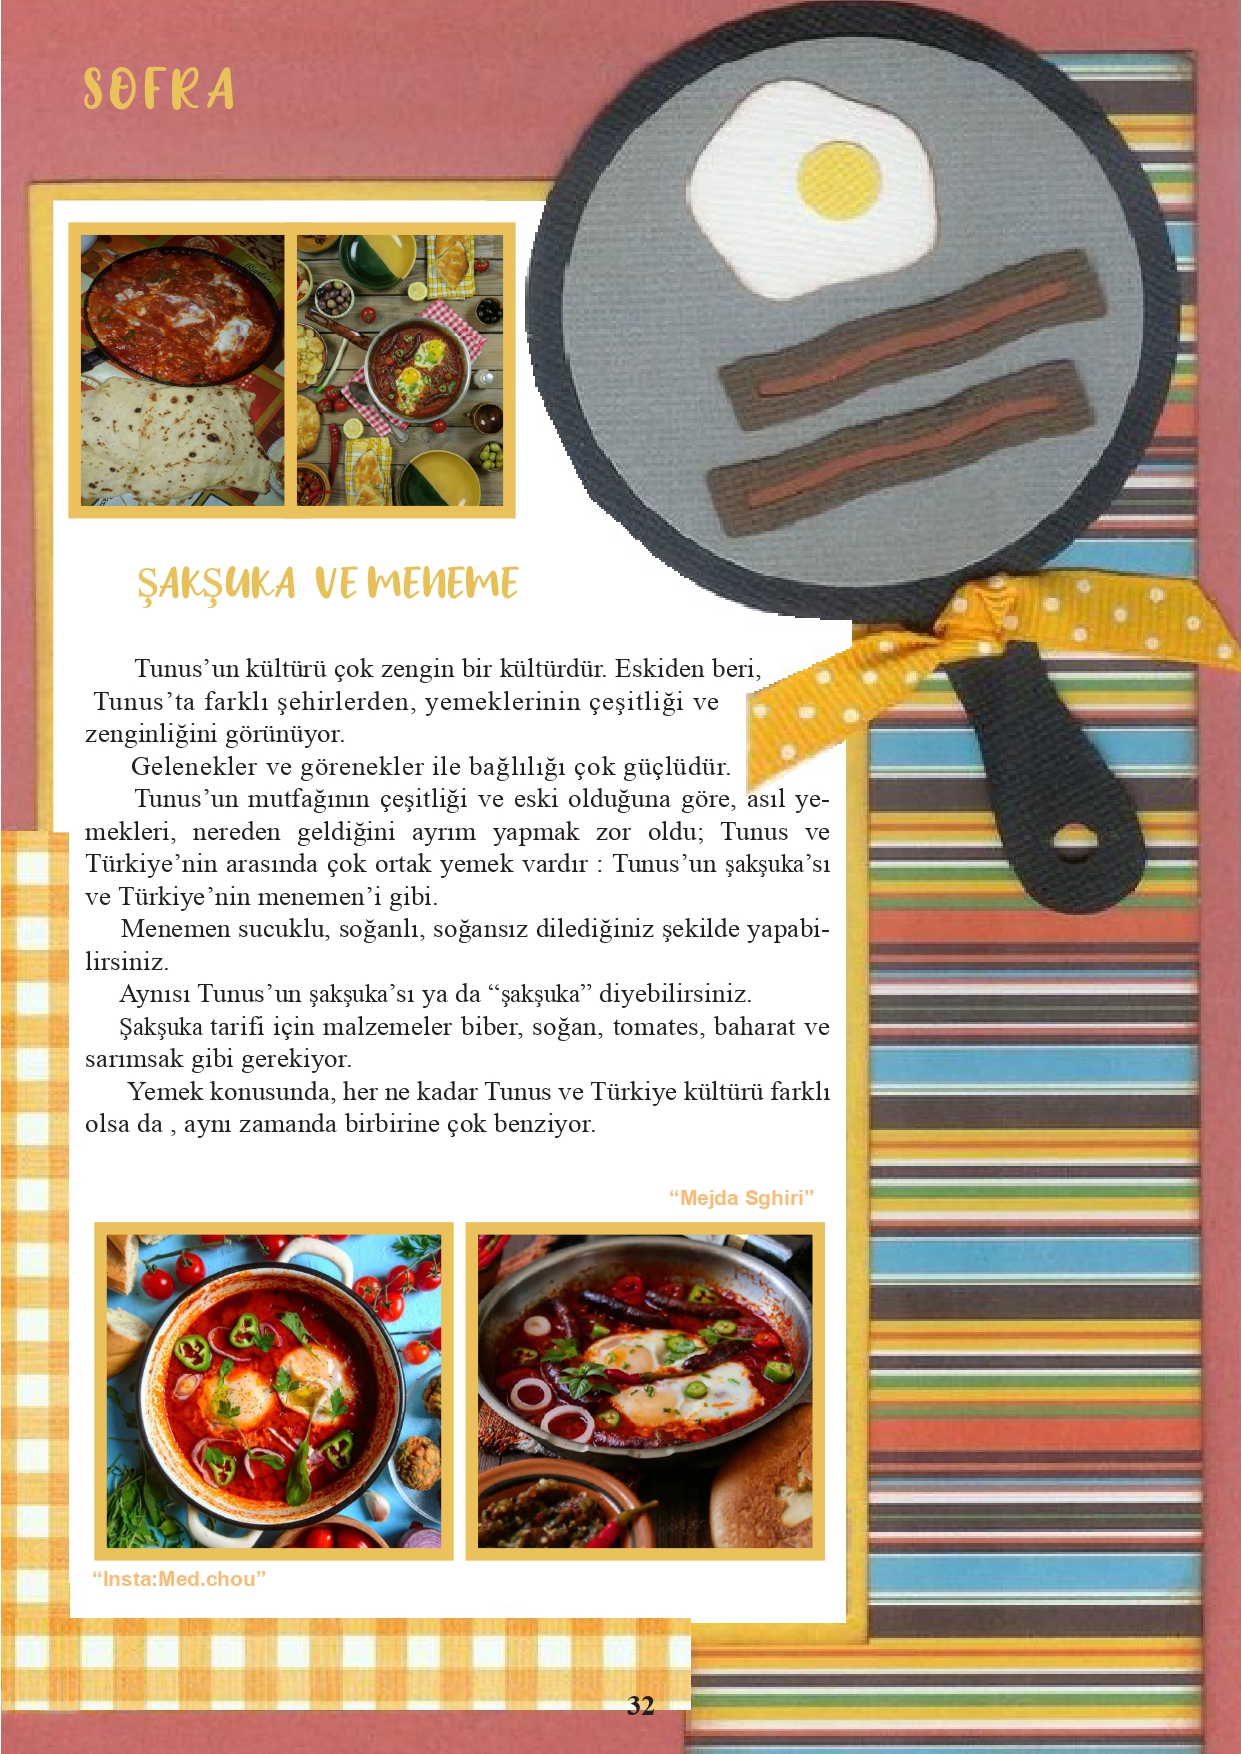 SOFRA
ŞAKŞUKA VE MENEME
Tunus’un kültürü çok zengin bir kültürdür. Eskiden beri,
Tunus’ta farklı şehirlerden, yemeklerinin çeşitliği ve
zenginliğini görünüyor.
Gelenekler ve görenekler ile bağlılığı çok güçlüdür.
Tunus’un mutfağının çeşitliği ve eski olduğuna göre, asıl ye-
mekleri, nereden geldiğini ayrım yapmak zor oldu; Tunus ve
Türkiye’nin arasında çok ortak yemek vardır : Tunus’un şakşuka’sı
ve Türkiye’nin menemen’i gibi.
Menemen sucuklu, soğanlı, soğansız dilediğiniz şekilde yapabi-
lirsiniz.
Aynısı Tunus’un şakşuka’sı ya da “şakşuka” diyebilirsiniz.
Şakşuka tarifi için malzemeler biber, soğan, tomates, baharat ve
sarımsak gibi gerekiyor.
Yemek konusunda, her ne kadar Tunus ve Türkiye kültürü farklı
olsa da , aynı zamanda birbirine çok benziyor.
“Mejda Sghiri”
“Insta:Med.chou”
32